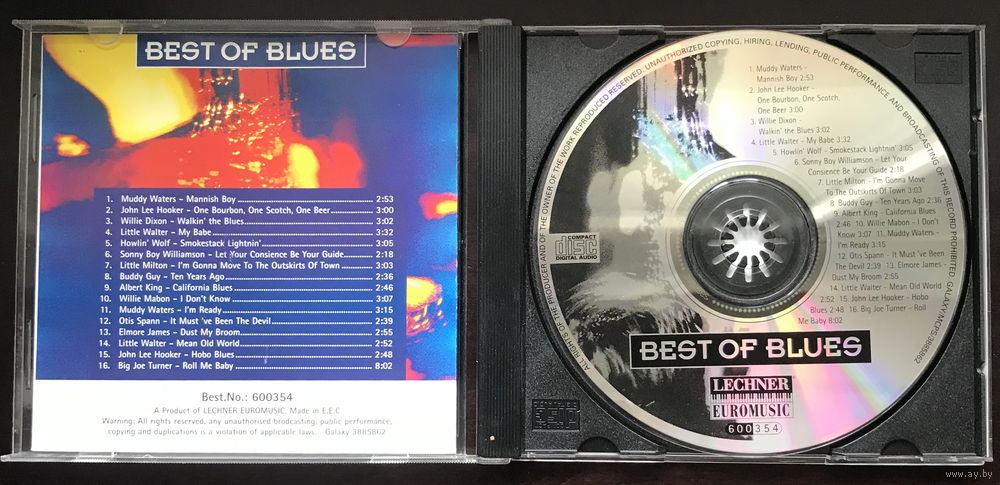 BEST OF BLUES
1. Muddy Waters - Mannish Boy 2:53
2. John Lee Hooker - One Bourbon, One Scotch, One Beer 3:00
3. Willie Dixon - Walkin' the Blues 3:02
4. Little Walter - My Babe 3:32
5. Howlin' Wolf - Smokestack Lightnin' 3:05
6. Sonny Boy Williamson - Let Your Consience Be Your Guide 2:18
7. Little Milton - I'm Gonna Move To The Outskirts Of Town 3:03
8. Buddy Guy - Ten Years Ago 2:36
9. Albert King - California Blues 2:46
10. Willie Mabon - I Don't Know 3:07
11. Muddy Waters - I'm Ready 3:15
12. Otis Spann - It Must 've Been The Devil 2:39
13. Elmore James - Dust My Broom 2:55
14. Little Walter - Mean Old World 2:52
15. John Lee Hooker - Hobo Blues 2:48
16. Big Joe Turner - Roll Me Baby 8:02
Best.No.: 600354
A Product of LECHNER EUROMUSIC. Made in E.E.C
Warning: All rights reserved, any unauthorised brodcasting, public performance,
copying and duplications is a violation of applicable laws. Galaxy 3885862
ALL RIGHTS OF THE PRODUCER AND OF THE OWNER OF THE WORK REPRODUCED RESERVED. UNAUTHORIZED COPYING, HIRING, LENDING, PUBLIC PERFORMANCE AND BROADCASTING OF THIS RECORD PROHIBITED. GALAXY/MCPS/3885862
1. Muddy Waters -
Mannish Boy 2:53
2. John Lee Hooker -
One Bourbon, One Scotch,
One Beer 3:00
3. Willie Dixon -
Walkin' the Blues 3:02
4. Little Walter - My Babe 3:32
5. Howlin' Wolf - Smokestack Lightnin' 3:05
6. Sonny Boy Williamson - Let Your
Consience Be Your Guide 2:18
7. Little Milton - I'm Gonna Move
To The Outskirts Of Town 3:03
8. Buddy Guy - Ten Years Ago 2:36
9. Albert King - California Blues
2:46 10. Willie Mabon - I Don't
Know 3:07 11. Muddy Waters -
I'm Ready 3:15
12. Otis Spann - It Must 've Been
The Devil 2:39 13. Elmore James -
Dust My Broom 2:55
14. Little Walter - Mean Old World
2:52 15. John Lee Hooker - Hobo
Blues 2:48 16. Big Joe Turner - Roll
Me Baby 8:02
COMPACT
disc
DIGITAL AUDIO
BEST OF BLUES
LECHNER
EUROMUSIC
600354
www.ay.by